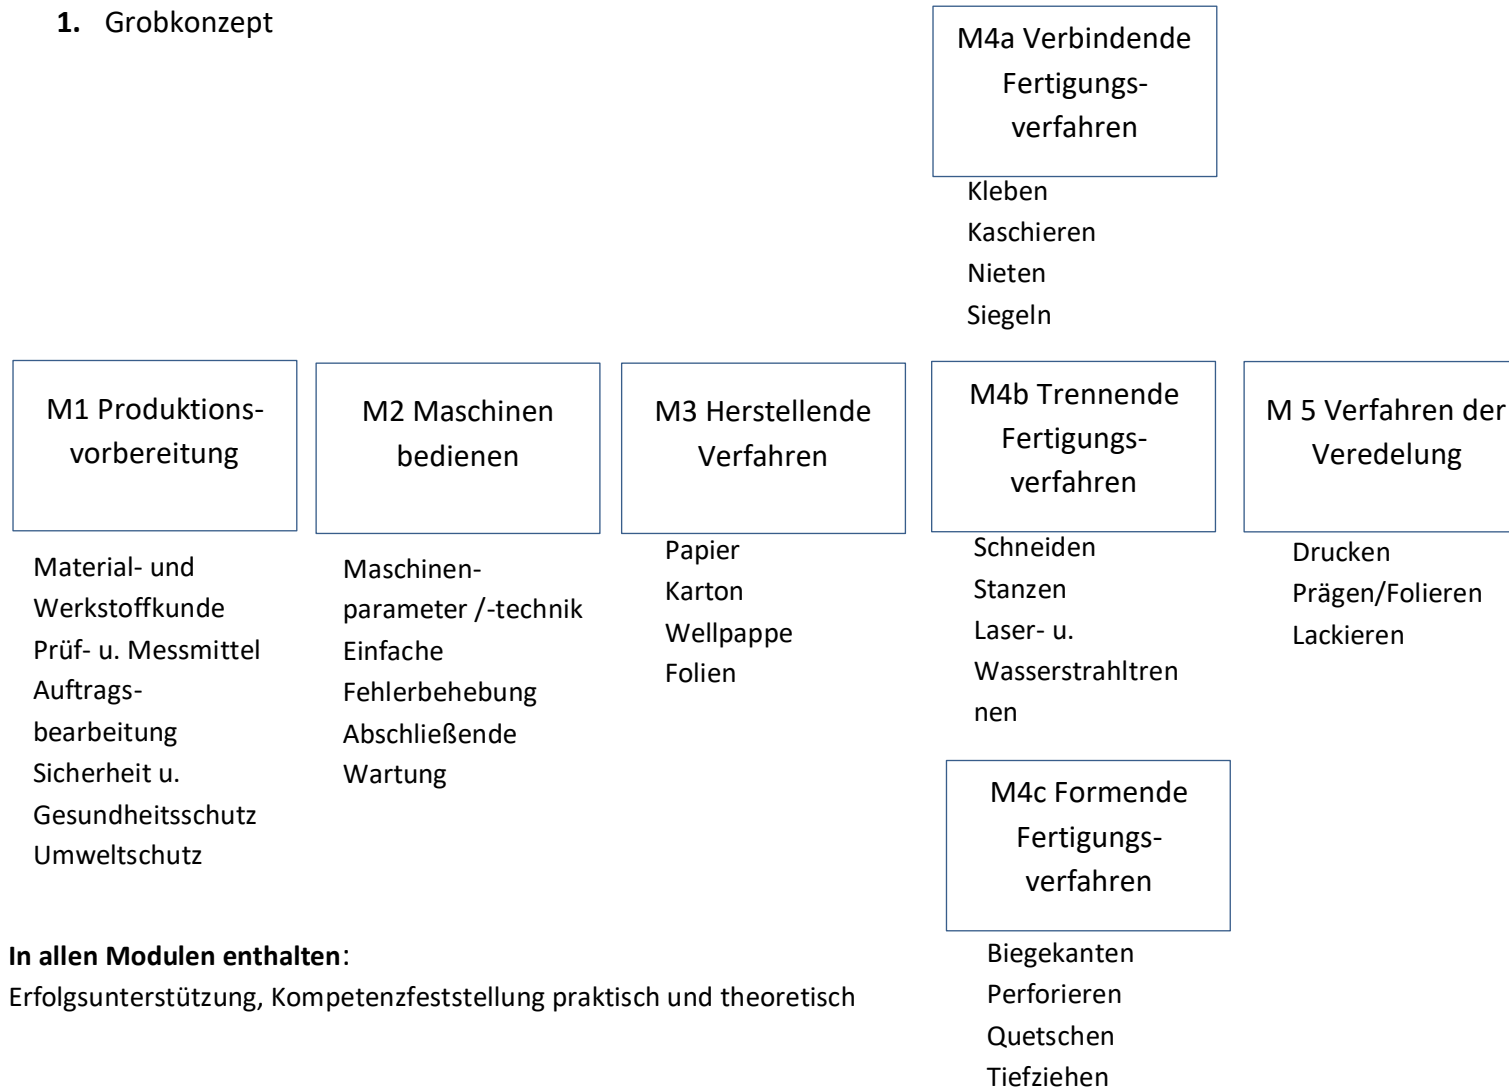 1. Grobkonzept
M4a Verbindende
Fertigungs-
verfahren
Kleben
Kaschieren
Nieten
Siegeln
M1 Produktions-
vorbereitung
Material- und
Werkstoffkunde
Prüf- u. Messmittel
Auftrags-
bearbeitung
Sicherheit u.
Gesundheitsschutz
Umweltschutz
M2 Maschinen
bedienen
Maschinen-
parameter /-technik
Einfache
Fehlerbehebung
Abschließende
Wartung
M3 Herstellende
Verfahren
Papier
Karton
Wellpappe
Folien
M4b Trennende
Fertigungs-
verfahren
Schneiden
Stanzen
Laser- u.
Wasserstrahltren
nen
M 5 Verfahren der
Veredelung
Drucken
Prägen/Folieren
Lackieren
M4c Formende
Fertigungs-
verfahren
Biegekanten
Perforieren
Quetschen
Tiefziehen
In allen Modulen enthalten:
Erfolgsunterstützung, Kompetenzfeststellung praktisch und theoretisch